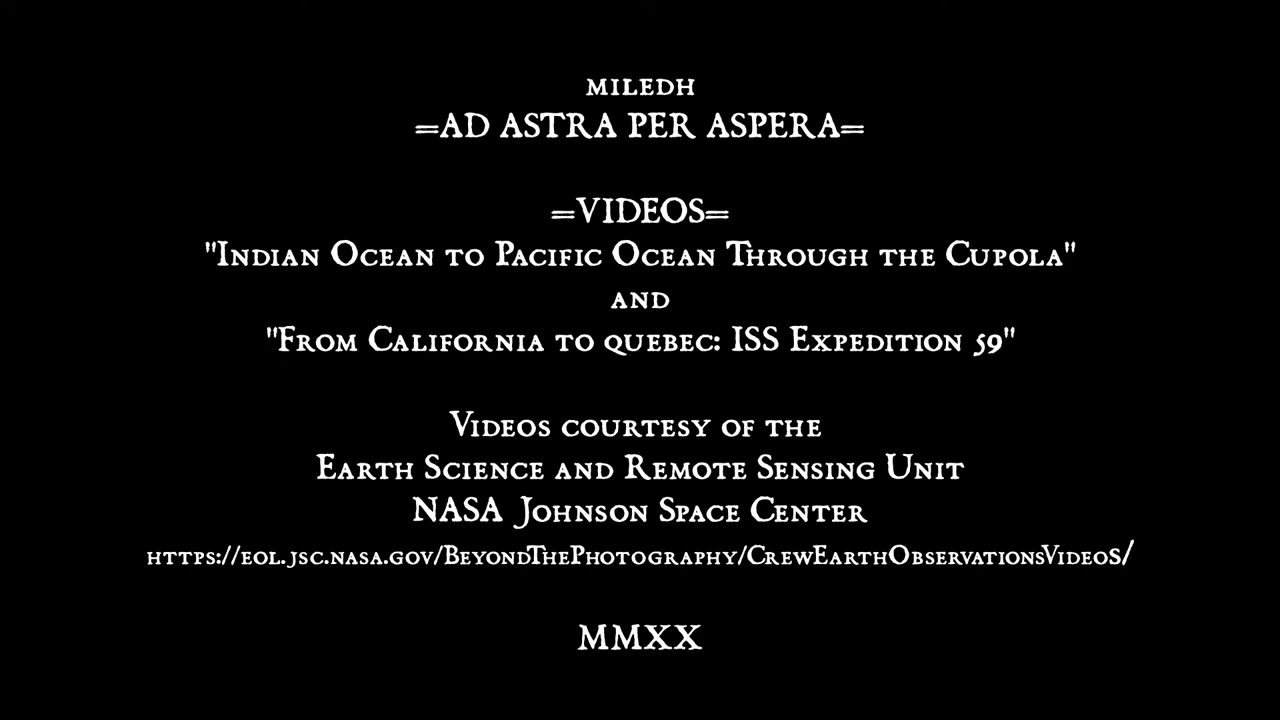 MILEDH
=AD ASTRA PER ASPERA=
=VIDEOS=
"Indian Ocean to Pacific Ocean Through the Cupola"
and
"From California to quebec: ISS Expedition 59"
Videos courtesy of the
Earth Science and Remote Sensing Unit
NASA Johnson Space Center
https://eol.jsc.nasa.gov/BeyondThePhotography/CrewEarthObservationsVideos/
MMXX